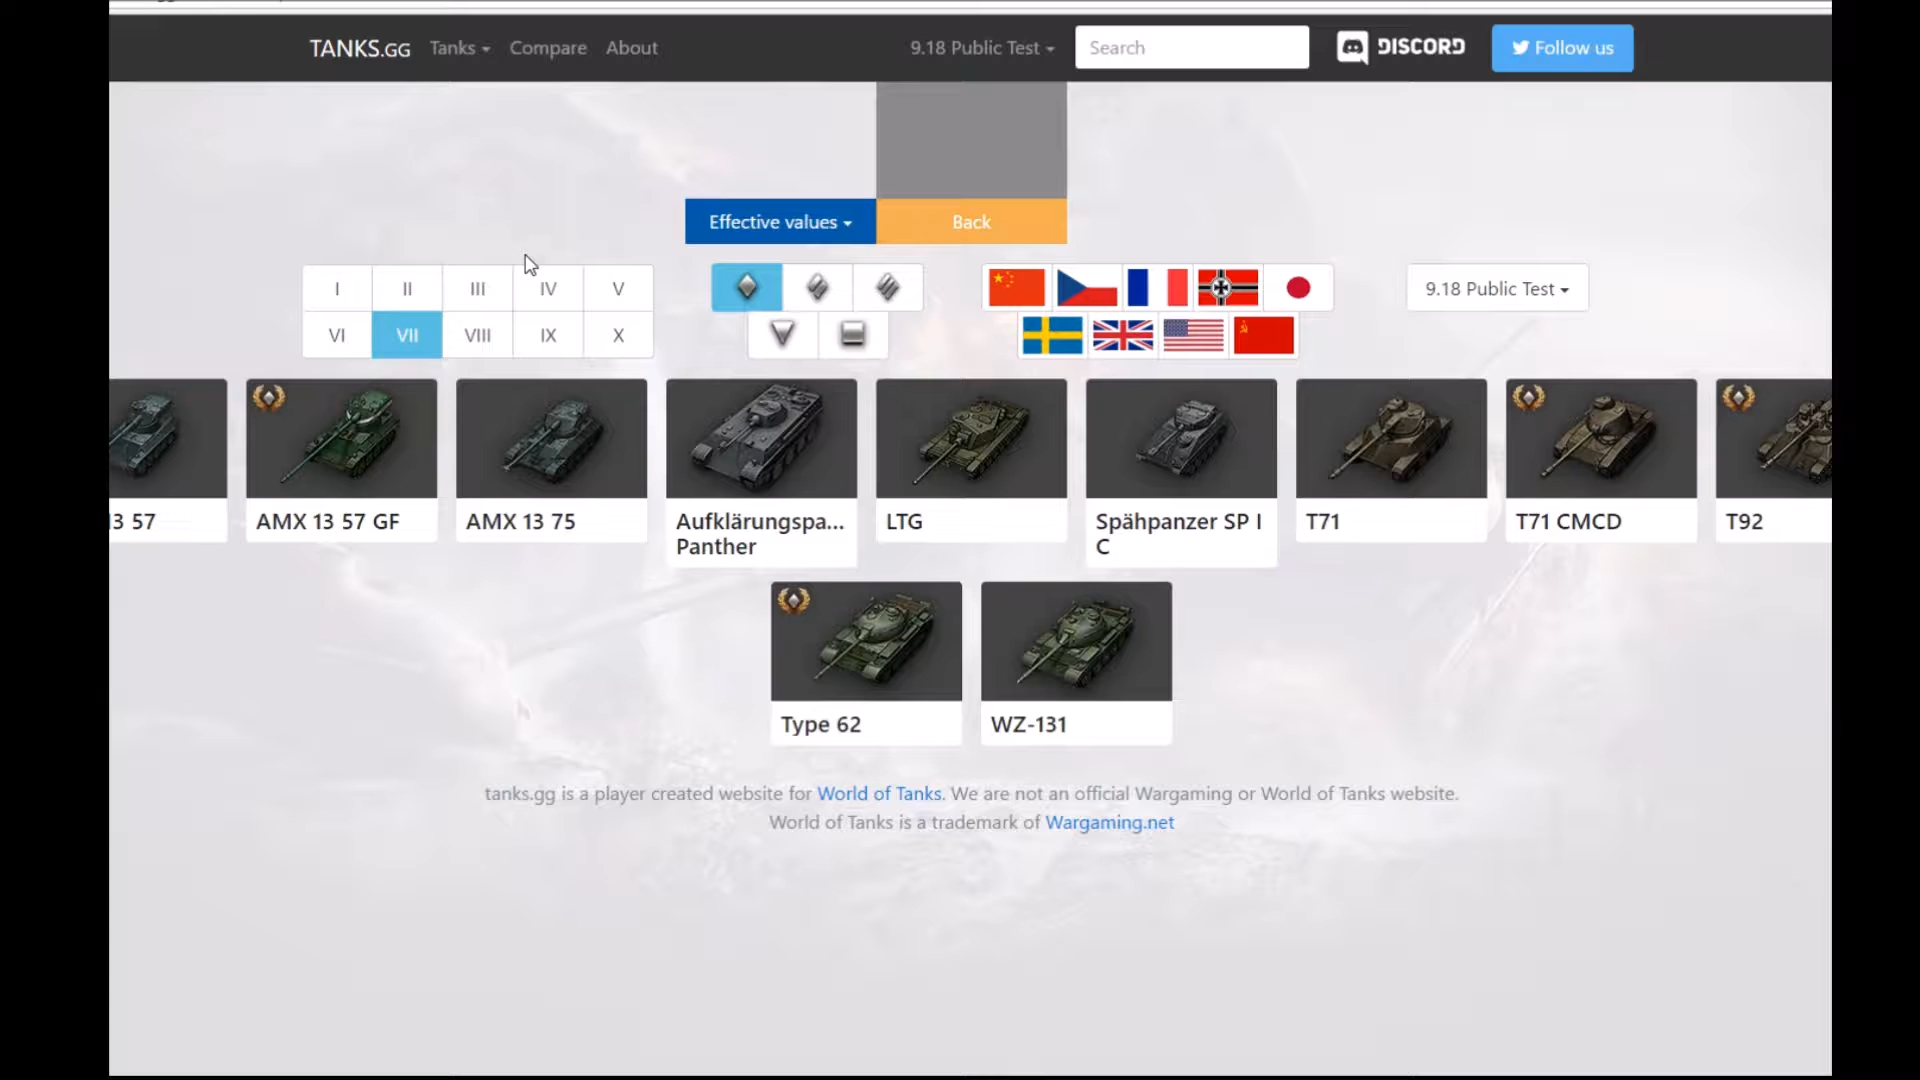 TANKS.GG Tanks Compare About 9.18 Public Test Search DISCORD Follow us
Effective values Back
I II III IV V
VI VII VIII IX X
9.18 Public Test
13 57
AMX 13 57 GF
AMX 13 75
Aufklärungspa...
Panther
LTG
Spähpanzer SP I
C
T71
T71 CMCD
T92
Type 62
WZ-131
tanks.gg is a player created website for World of Tanks. We are not an official Wargaming or World of Tanks website.
World of Tanks is a trademark of Wargaming.net